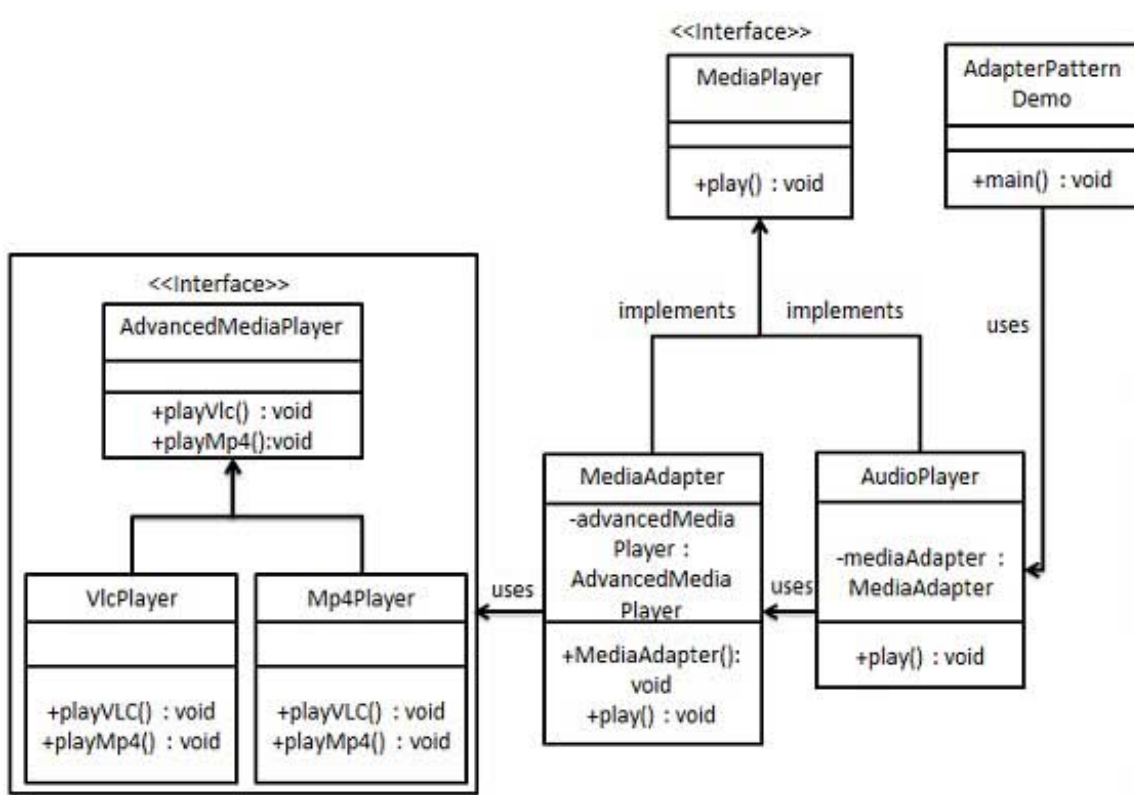 <<Interface>>
MediaPlayer
+play() : void
AdapterPattern
Demo
+main() : void
implements
implements
uses
<<Interface>>
AdvancedMediaPlayer
+playVlc() : void
+playMp4():void
VlcPlayer
+playVLC() : void
+playMp4() : void
Mp4Player
+playVLC() : void
+playMp4() : void
uses
MediaAdapter
-advancedMedia
Player :
AdvancedMedia
Player
+MediaAdapter():
void
+play() : void
uses
AudioPlayer
-mediaAdapter :
MediaAdapter
+play() : void